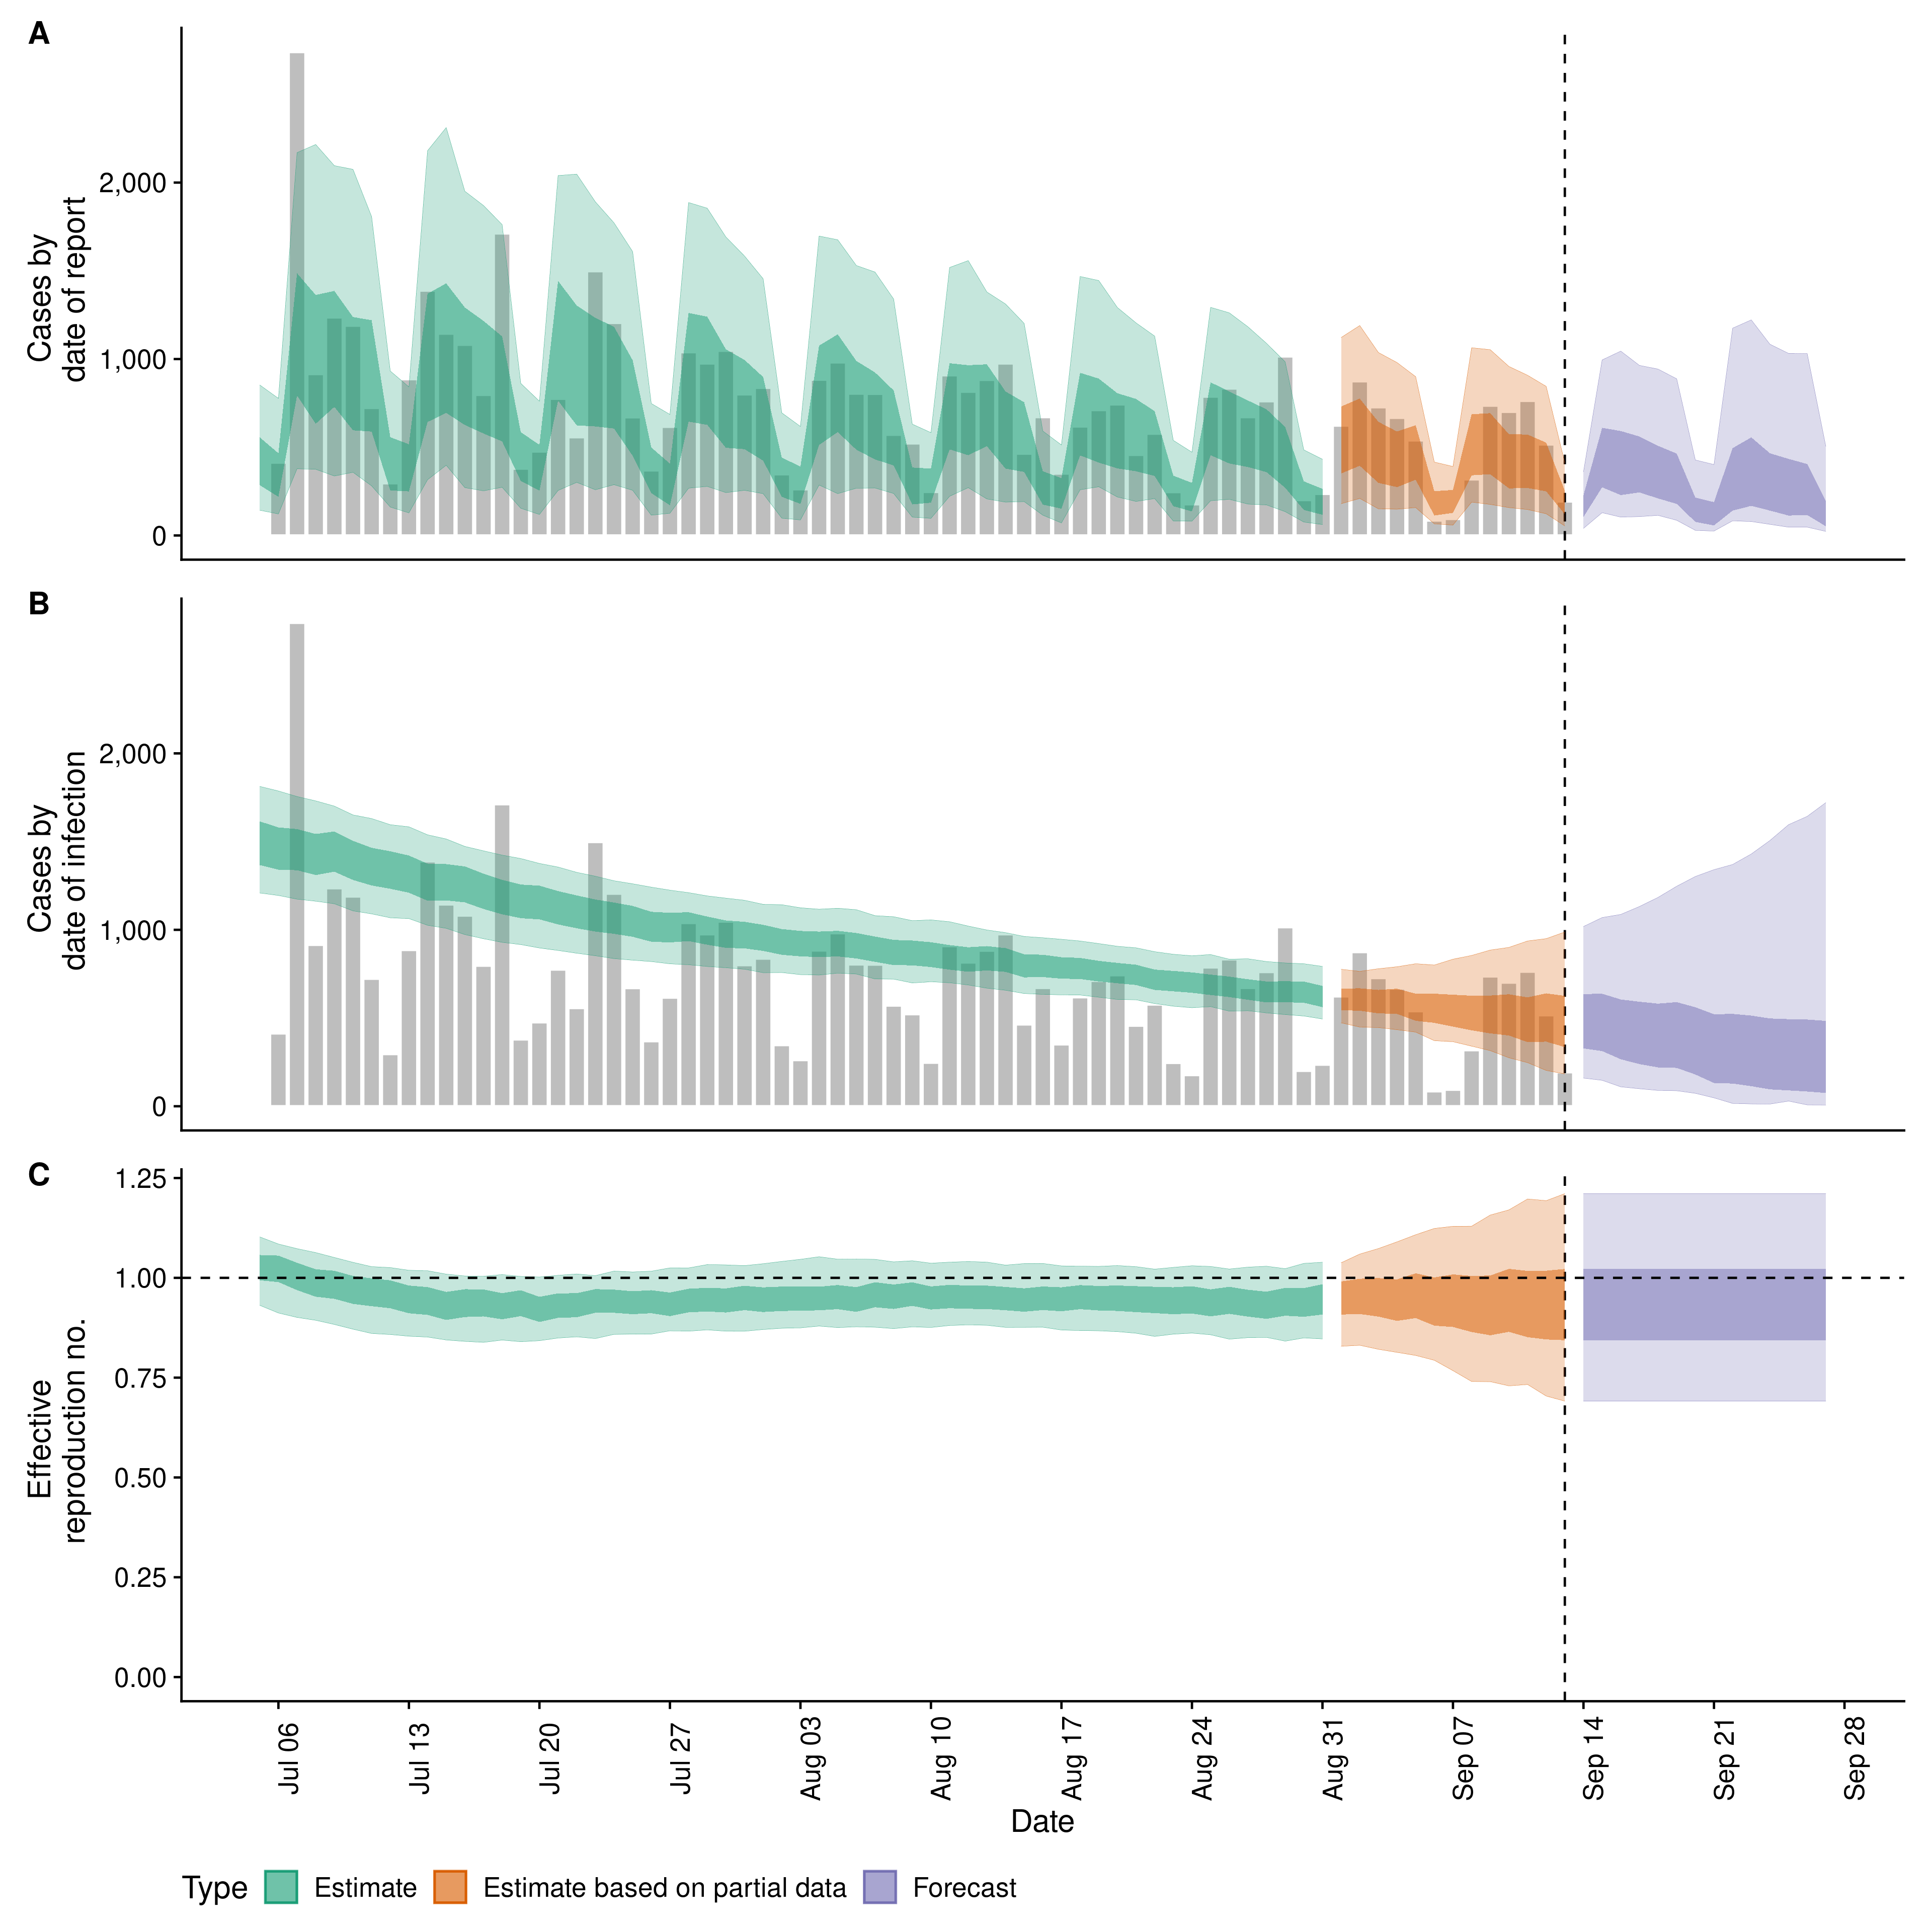 A
Cases by
date of report
2,000
1,000
0
B
Cases by
date of infection
2,000
1,000
0
C
Effective
reproduction no.
1.25
1.00
0.75
0.50
0.25
0.00
Jul 06
Jul 13
Jul 20
Jul 27
Aug 03
Aug 10
Aug 17
Aug 24
Aug 31
Sep 07
Sep 14
Sep 21
Sep 28
Date
Type Estimate Estimate based on partial data Forecast